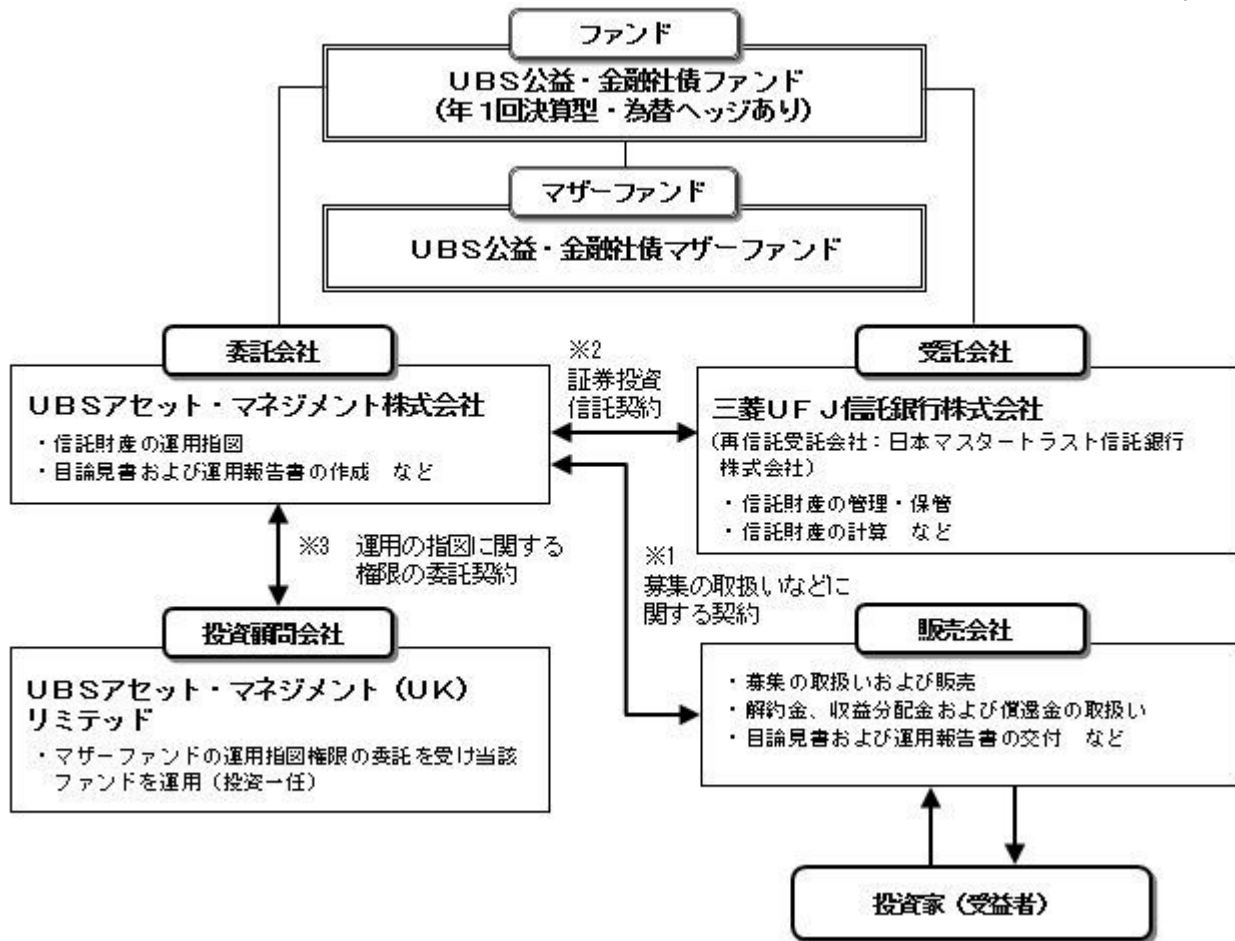 ファンド
UBS公益・金融社債ファンド
(年1回決算型・為替ヘッジあり)
マザーファンド
UBS公益・金融社債マザーファンド
委託会社
UBSアセット・マネジメント株式会社
・信託財産の運用指図
・目論見書および運用報告書の作成 など
※2
証券投資
信託契約
受託会社
三菱UFJ信託銀行株式会社
(再信託受託会社:日本マスタートラスト信託銀行
株式会社)
・信託財産の管理・保管
・信託財産の計算 など
※3 運用の指図に関する
権限の委託契約
※1
募集の取扱いなどに
関する契約
投資顧問会社
UBSアセット・マネジメント(UK)
リミテッド
・マザーファンドの運用指図権限の委託を受け当該
ファンドを運用(投資一任)
販売会社
・募集の取扱いおよび販売
・解約金、収益分配金および償還金の取扱い
・目論見書および運用報告書の交付 など
投資家(受益者)